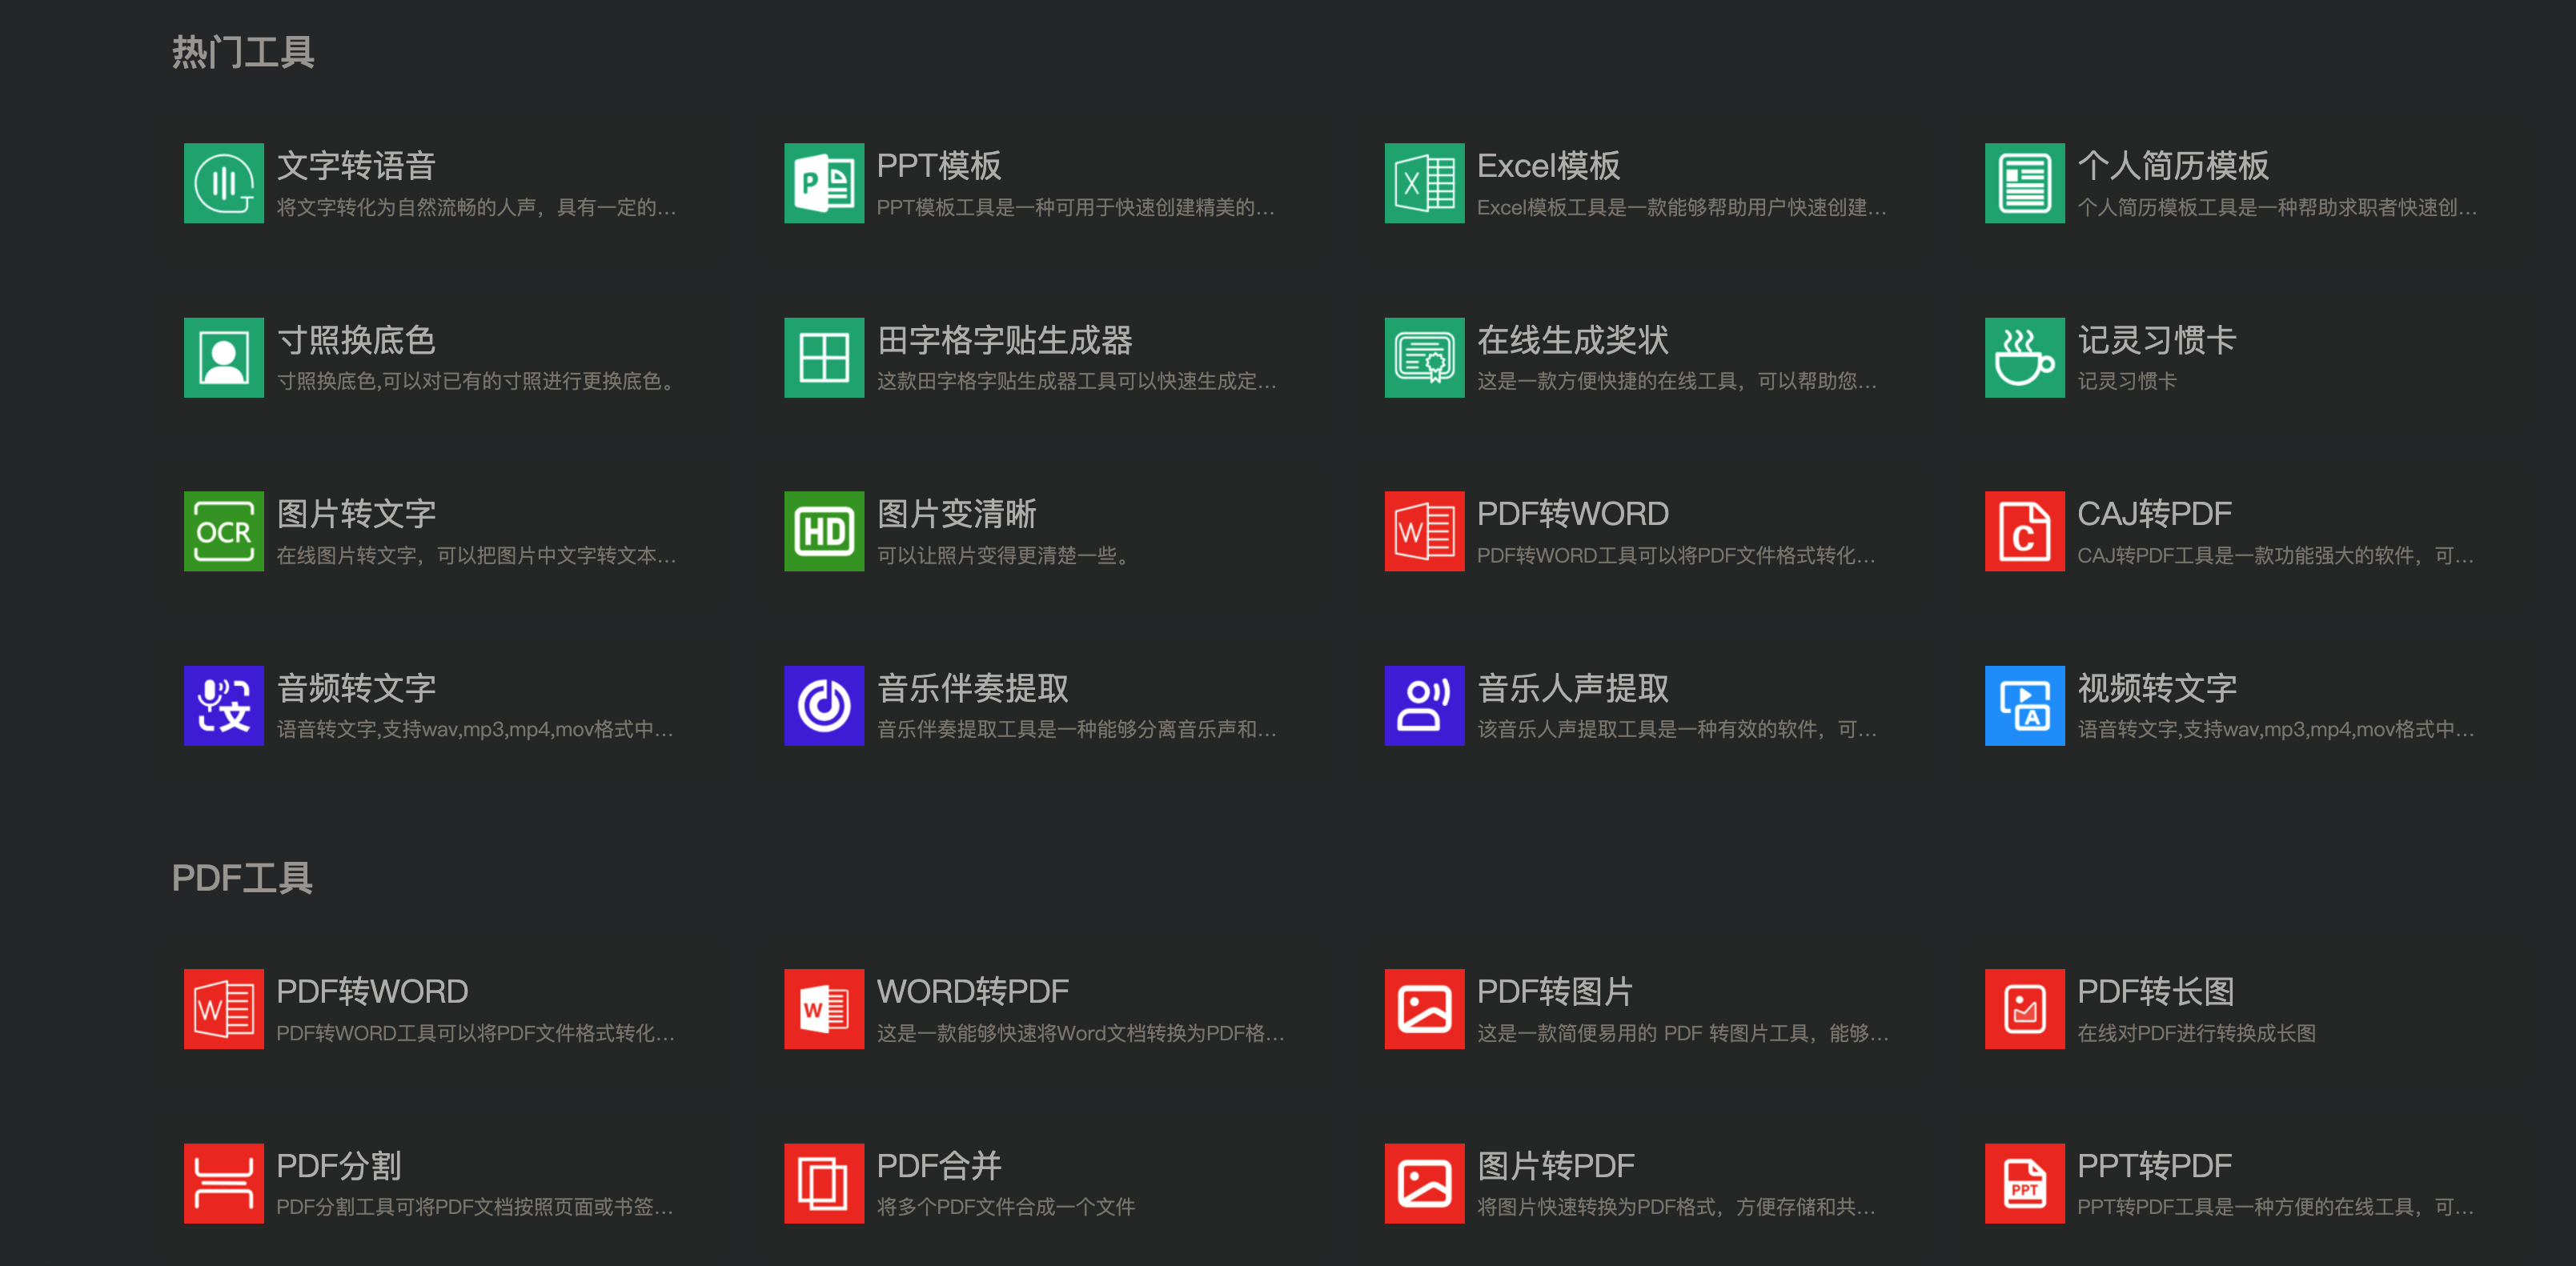 热门工具
文字转语音
将文字转化为自然流畅的人声，具有一定的...
PPT模板
PPT模板工具是一种可用于快速创建精美的...
Excel模板
Excel模板工具是一款能够帮助用户快速创建...
个人简历模板
个人简历模板工具是一种帮助求职者快速创...
寸照换底色
寸照换底色,可以对已有的寸照进行更换底色。
田字格字贴生成器
这款田字格字贴生成器工具可以快速生成定...
在线生成奖状
这是一款方便快捷的在线工具，可以帮助您...
记灵习惯卡
记灵习惯卡
OCR
图片转文字
在线图片转文字，可以把图片中文字转文本...
HD
图片变清晰
可以让照片变得更清楚一些。
PDF转WORD
PDF转WORD工具可以将PDF文件格式转化...
CAJ转PDF
CAJ转PDF工具是一款功能强大的软件，可...
音频转文字
语音转文字,支持wav,mp3,mp4,mov格式中...
音乐伴奏提取
音乐伴奏提取工具是一种能够分离音乐声和...
音乐人声提取
该音乐人声提取工具是一种有效的软件，可...
视频转文字
语音转文字,支持wav,mp3,mp4,mov格式中...
PDF工具
PDF转WORD
PDF转WORD工具可以将PDF文件格式转化...
WORD转PDF
这是一款能够快速将Word文档转换为PDF格...
PDF转图片
这是一款简便易用的 PDF 转图片工具，能够...
PDF转长图
在线对PDF进行转换成长图
PDF分割
PDF分割工具可将PDF文档按照页面或书签...
PDF合并
将多个PDF文件合成一个文件
图片转PDF
将图片快速转换为PDF格式，方便存储和共...
PPT
PPT转PDF
PPT转PDF工具是一种方便的在线工具，可...